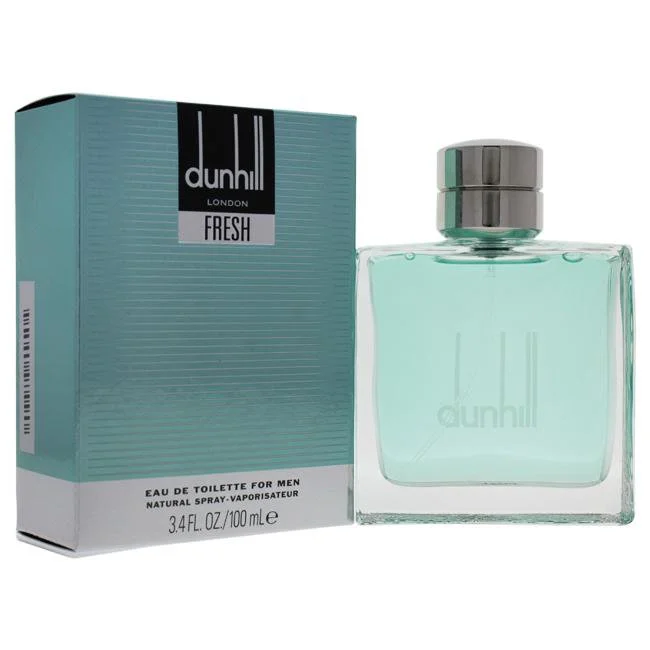 dunhill
LONDON
FRESH
EAU DE TOILETTE FOR MEN
NATURAL SPRAY-VAPORISATEUR
3.4 FL. OZ./100 mL℮
dunhill